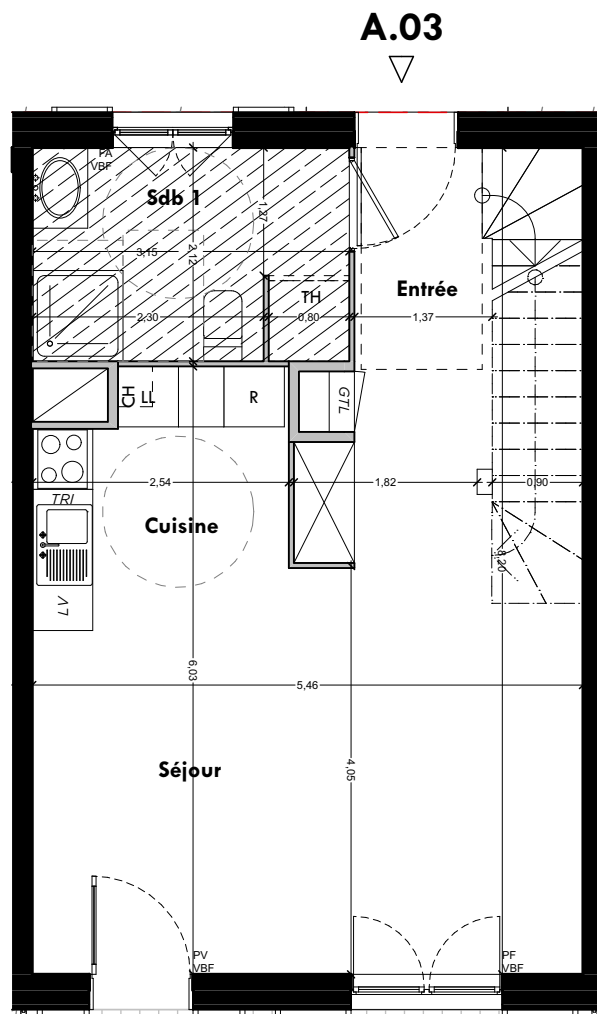 A.03
PA
VBF
Sdb 1
1,27
3,15
2,12
Entrée
TH
2,30
0,80
1,37
CH
LL
R
GTL
2,54
1,82
0,90
TRI
Cuisine
LV
8,20
6,03
5,46
Séjour
4,05
PV
VBF
PF
VBF